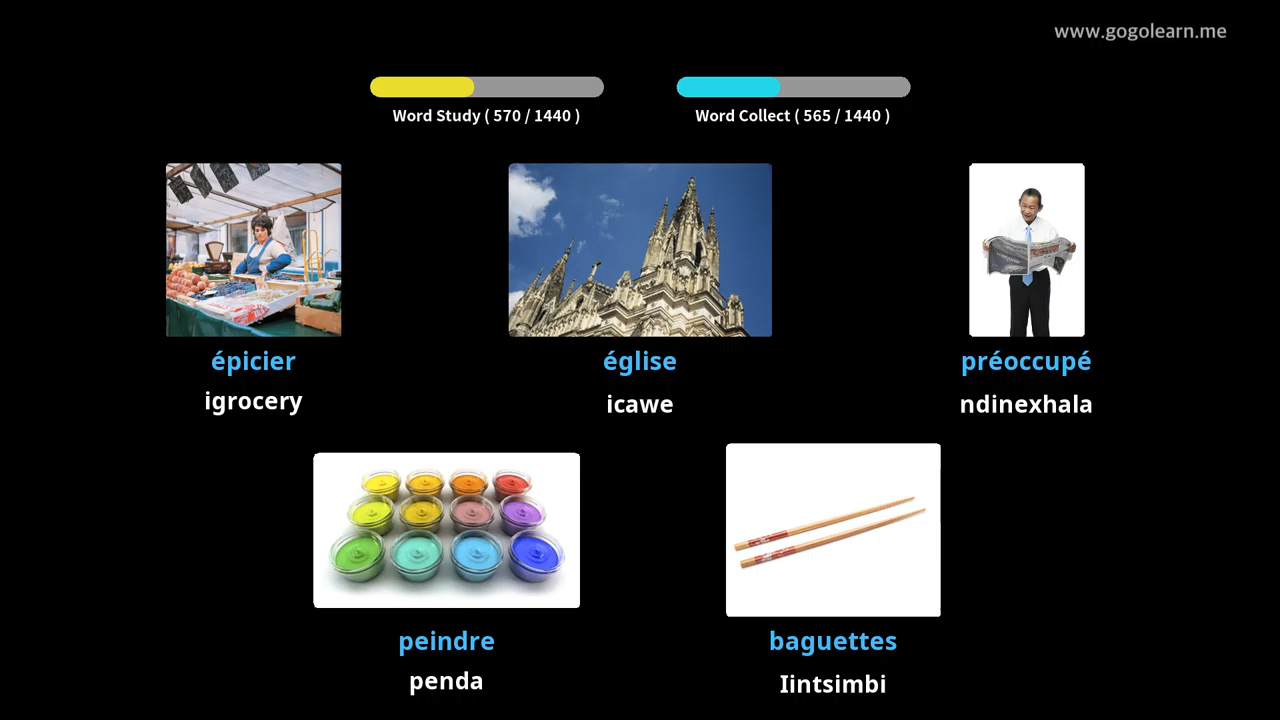 www.gogolearn.me
Word Study ( 570 / 1440 )
Word Collect ( 565 / 1440 )
épicier
église
préoccupé
igrocery
icawe
ndinexhala
peindre
baguettes
penda
Iintsimbi